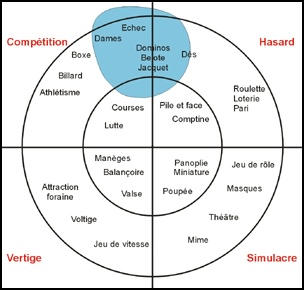 Compétition
Hasard
Echec
Dames
Dominos
Belote
Jacquet
Dés
Boxe
Billard
Athlétisme
Roulette
Loterie
Pari
Courses
Lutte
Pile et face
Comptine
Manèges
Balançoire
Valse
Panoplie
Miniature
Poupée
Jeu de rôle
Masques
Attraction
foraine
Voltige
Jeu de vitesse
Théâtre
Mime
Vertige
Simulacre